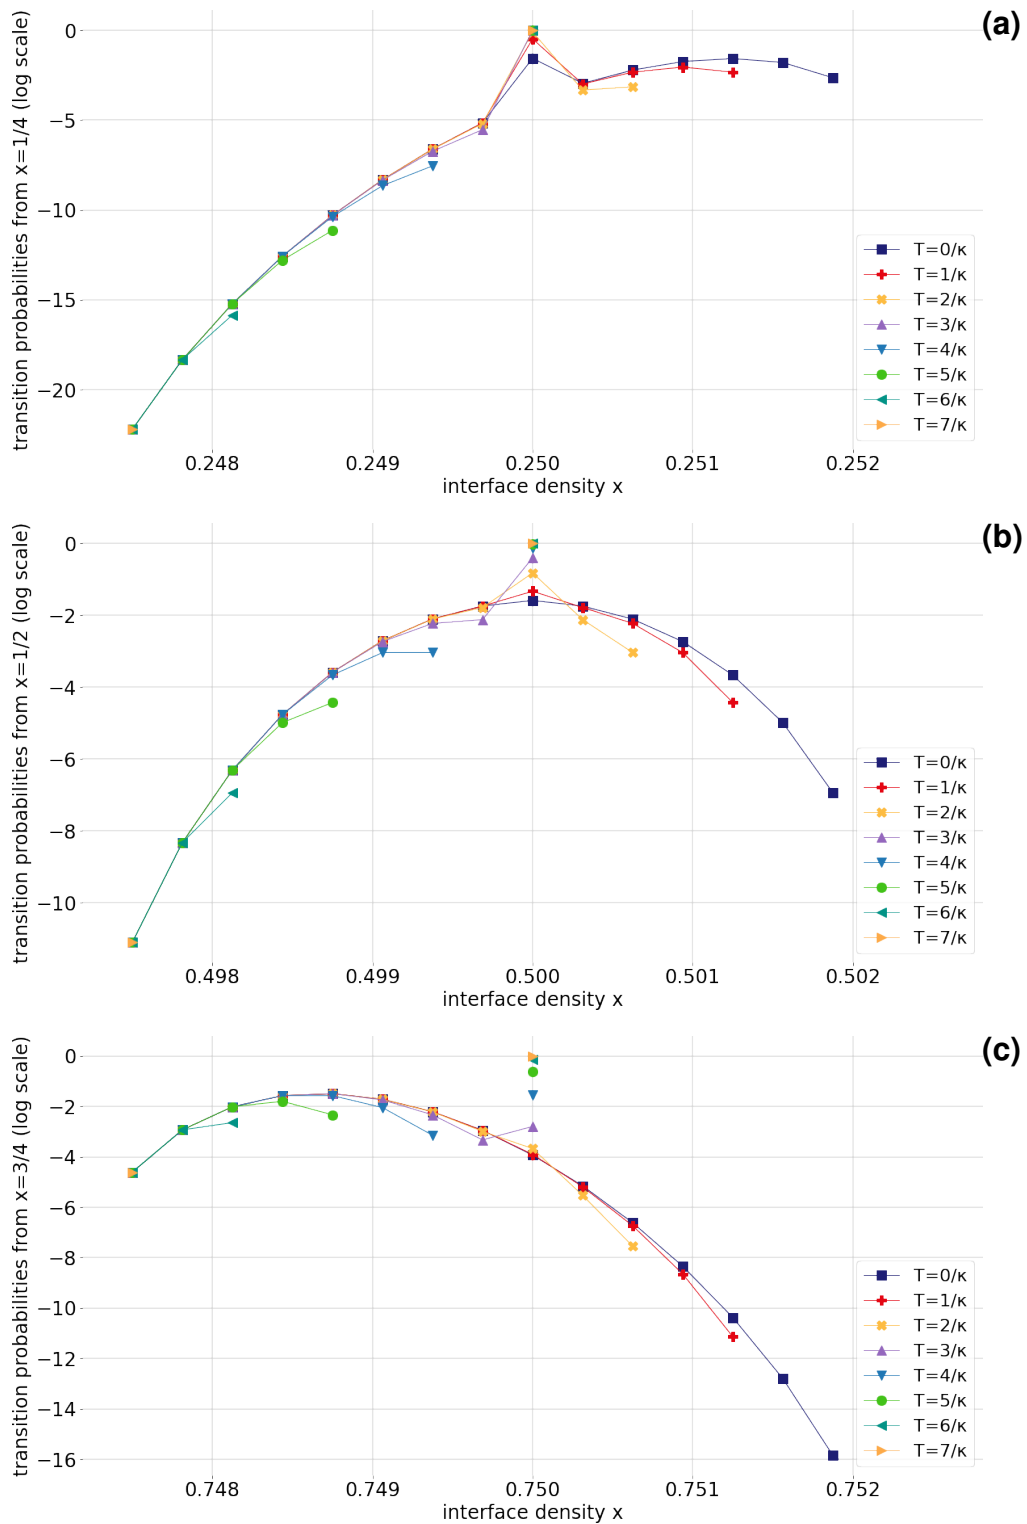 (a)
transition probabilities from x=1/4 (log scale)
0
−5
−10
−15
−20
T=0/κ
T=1/κ
T=2/κ
T=3/κ
T=4/κ
T=5/κ
T=6/κ
T=7/κ
0.248 0.249 0.250 0.251 0.252
interface density x
(b)
transition probabilities from x=1/2 (log scale)
0
−2
−4
−6
−8
−10
T=0/κ
T=1/κ
T=2/κ
T=3/κ
T=4/κ
T=5/κ
T=6/κ
T=7/κ
0.498 0.499 0.500 0.501 0.502
interface density x
(c)
transition probabilities from x=3/4 (log scale)
0
−2
−4
−6
−8
−10
−12
−14
−16
T=0/κ
T=1/κ
T=2/κ
T=3/κ
T=4/κ
T=5/κ
T=6/κ
T=7/κ
0.748 0.749 0.750 0.751 0.752
interface density x